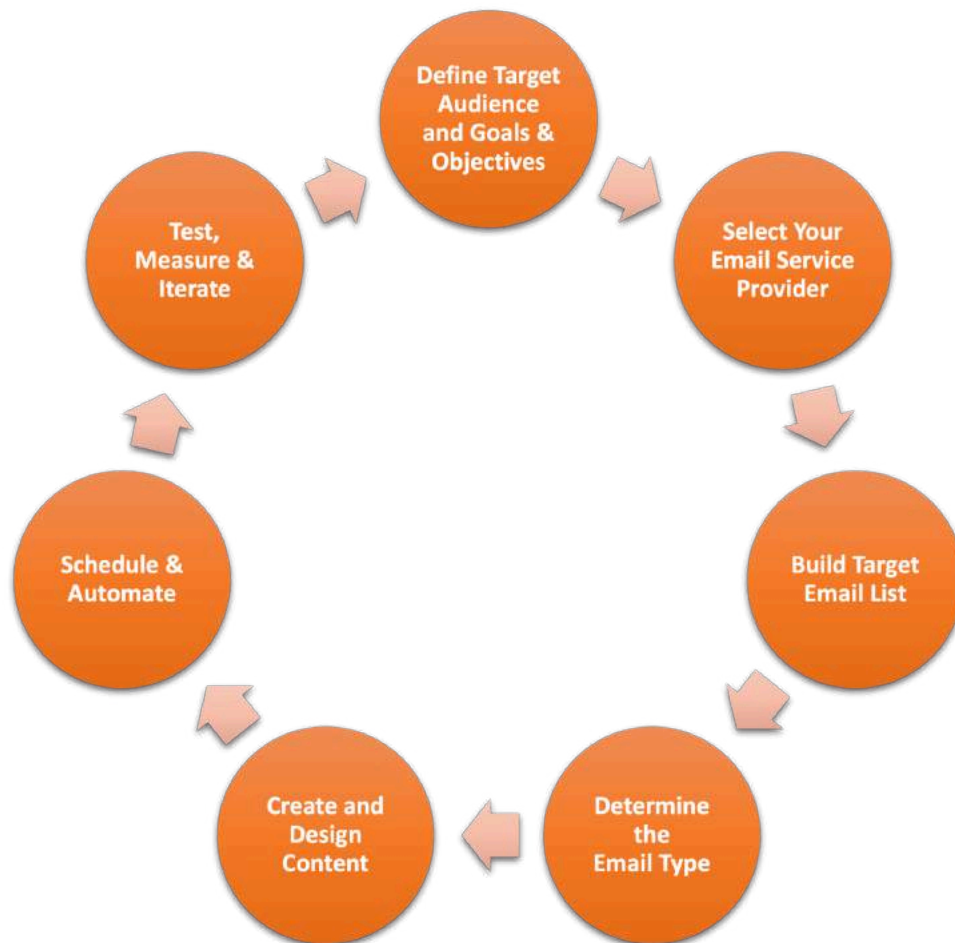 Define Target
Audience
and Goals &
Objectives
Select Your
Email Service
Provider
Build Target
Email List
Determine
the
Email Type
Create and
Design
Content
Schedule &
Automate
Test,
Measure &
Iterate